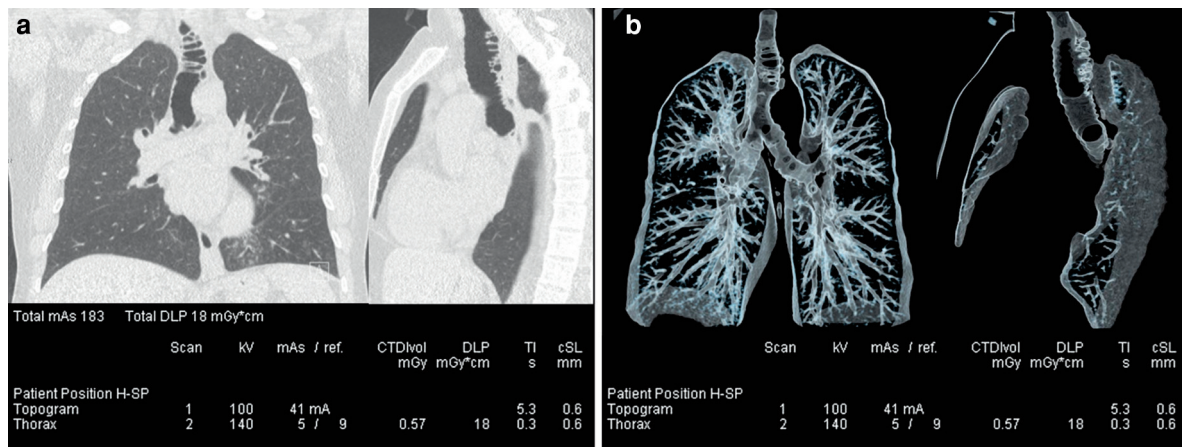 a
Total mAs 183 Total DLP 18 mGy*cm
Scan kV mAs / ref. CTDIvol DLP TI cSL
mGy mGy*cm s mm
Patient Position H-SP
Topogram 1 100 41 mA 5.3 0.6
Thorax 2 140 5 / 9 0.57 18 0.3 0.6
b
Scan kV mAs / ref. CTDIvol DLP TI cSL
mGy mGy*cm s mm
Patient Position H-SP
Topogram 1 100 41 mA 5.3 0.6
Thorax 2 140 5 / 9 0.57 18 0.3 0.6